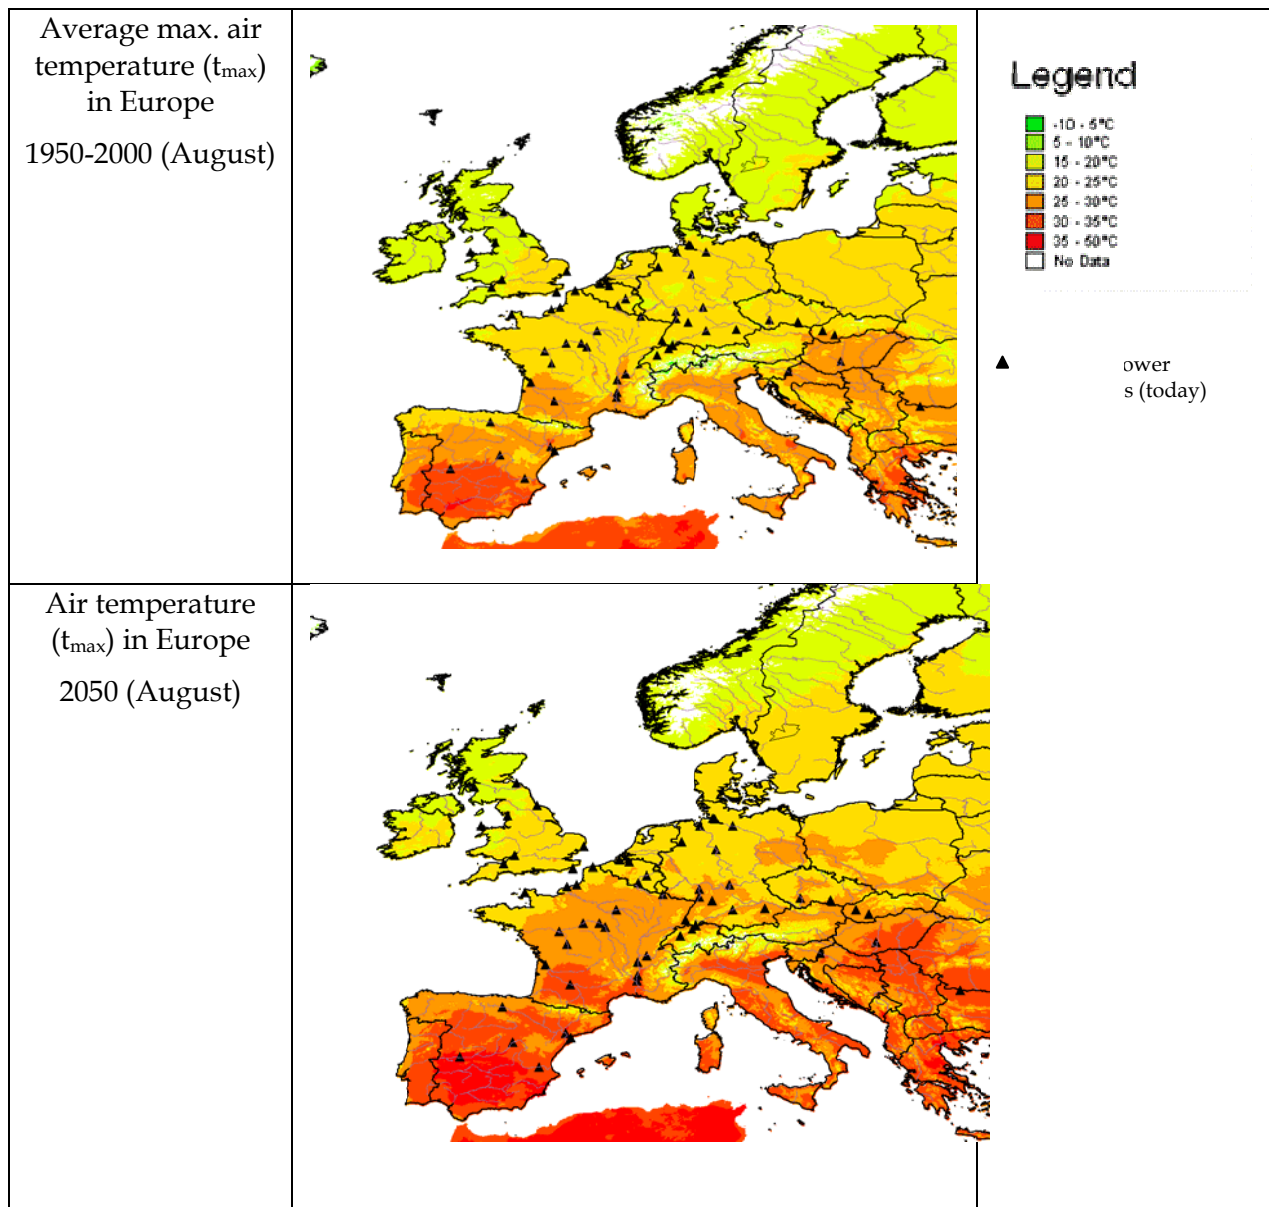 Average max. air
temperature (tmax)
in Europe
1950-2000 (August)
Legend
-10 - 5°C
5 - 10°C
15 - 20°C
20 - 25°C
25 - 30°C
30 - 35°C
35 - 50°C
No Data
ower
s (today)
Air temperature
(tmax) in Europe
2050 (August)